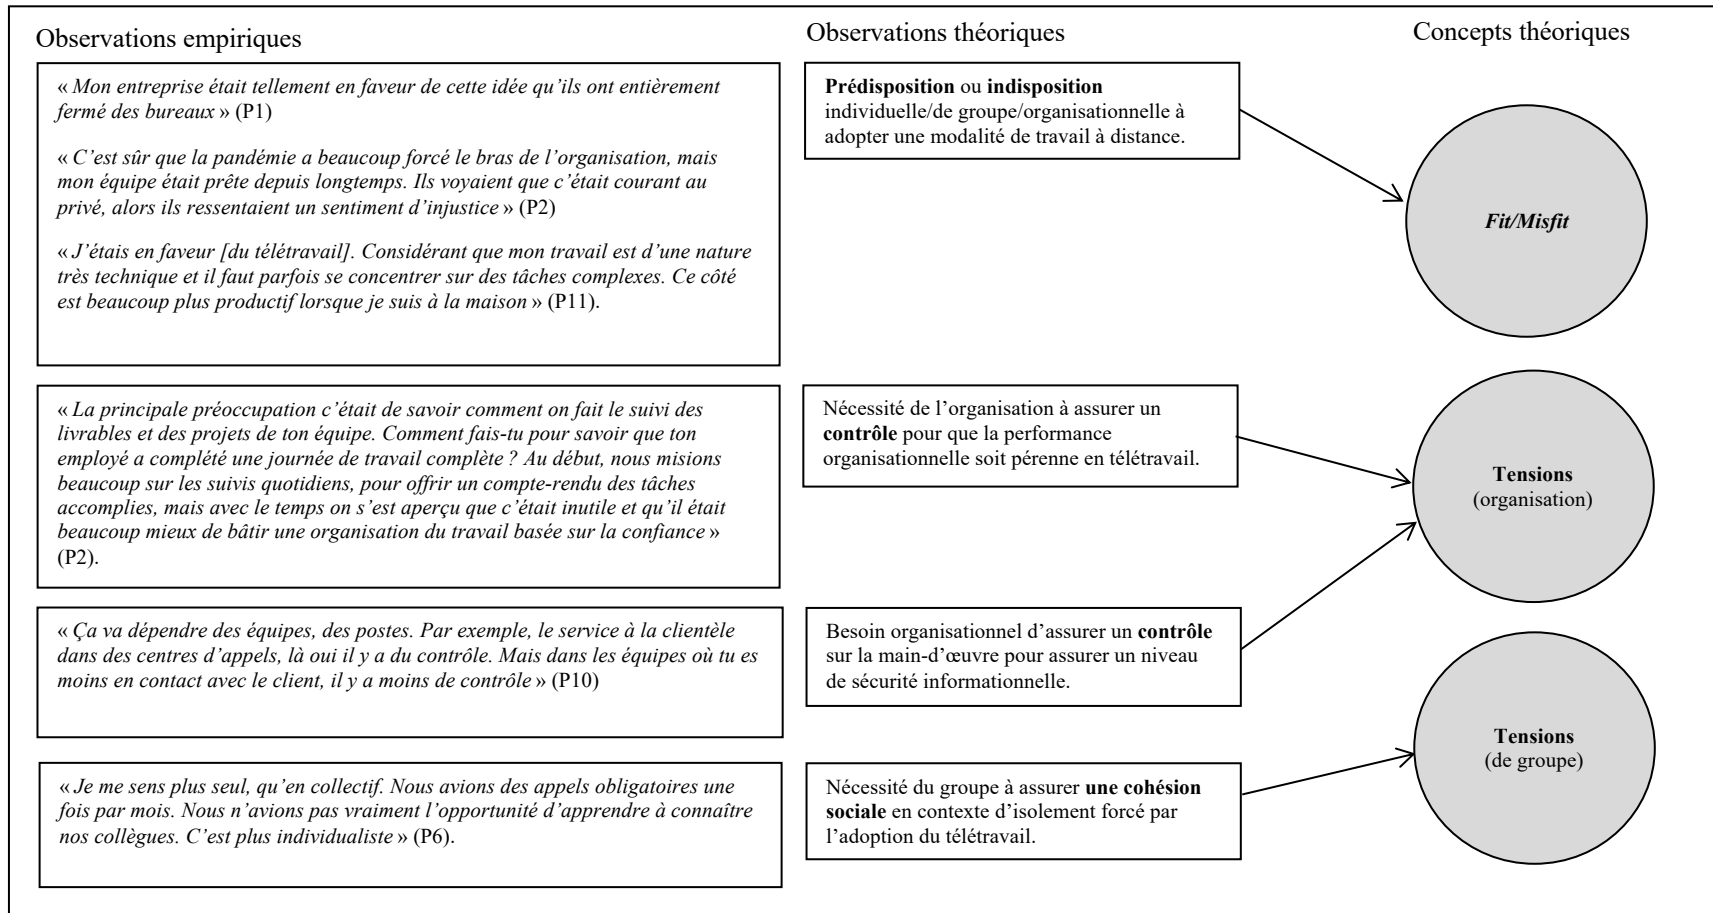 Observations empiriques
Observations théoriques
Concepts théoriques
« Mon entreprise était tellement en faveur de cette idée qu’ils ont entièrement
fermé des bureaux » (P1)
« C’est sûr que la pandémie a beaucoup forcé le bras de l’organisation, mais
mon équipe était prête depuis longtemps. Ils voyaient que c’était courant au
privé, alors ils ressentaient un sentiment d’injustice » (P2)
« J’étais en faveur [du télétravail]. Considérant que mon travail est d’une nature
très technique et il faut parfois se concentrer sur des tâches complexes. Ce côté
est beaucoup plus productif lorsque je suis à la maison » (P11).
Prédisposition ou indisposition
individuelle/de groupe/organisationnelle à
adopter une modalité de travail à distance.
Fit/Misfit
« La principale préoccupation c’était de savoir comment on fait le suivi des
livrables et des projets de ton équipe. Comment fais-tu pour savoir que ton
employé a complété une journée de travail complète ? Au début, nous misions
beaucoup sur les suivis quotidiens, pour offrir un compte-rendu des tâches
accomplies, mais avec le temps on s’est aperçu que c’était inutile et qu’il était
beaucoup mieux de bâtir une organisation du travail basée sur la confiance »
(P2).
Nécessité de l’organisation à assurer un
contrôle pour que la performance
organisationnelle soit pérenne en télétravail.
Tensions
(organisation)
« Ça va dépendre des équipes, des postes. Par exemple, le service à la clientèle
dans des centres d’appels, là oui il y a du contrôle. Mais dans les équipes où tu es
moins en contact avec le client, il y a moins de contrôle » (P10)
Besoin organisationnel d’assurer un contrôle
sur la main-d’œuvre pour assurer un niveau
de sécurité informationnelle.
Tensions
(de groupe)
« Je me sens plus seul, qu’en collectif. Nous avions des appels obligatoires une
fois par mois. Nous n’avions pas vraiment l’opportunité d’apprendre à connaître
nos collègues. C’est plus individualiste » (P6).
Nécessité du groupe à assurer une cohésion
sociale en contexte d’isolement forcé par
l’adoption du télétravail.